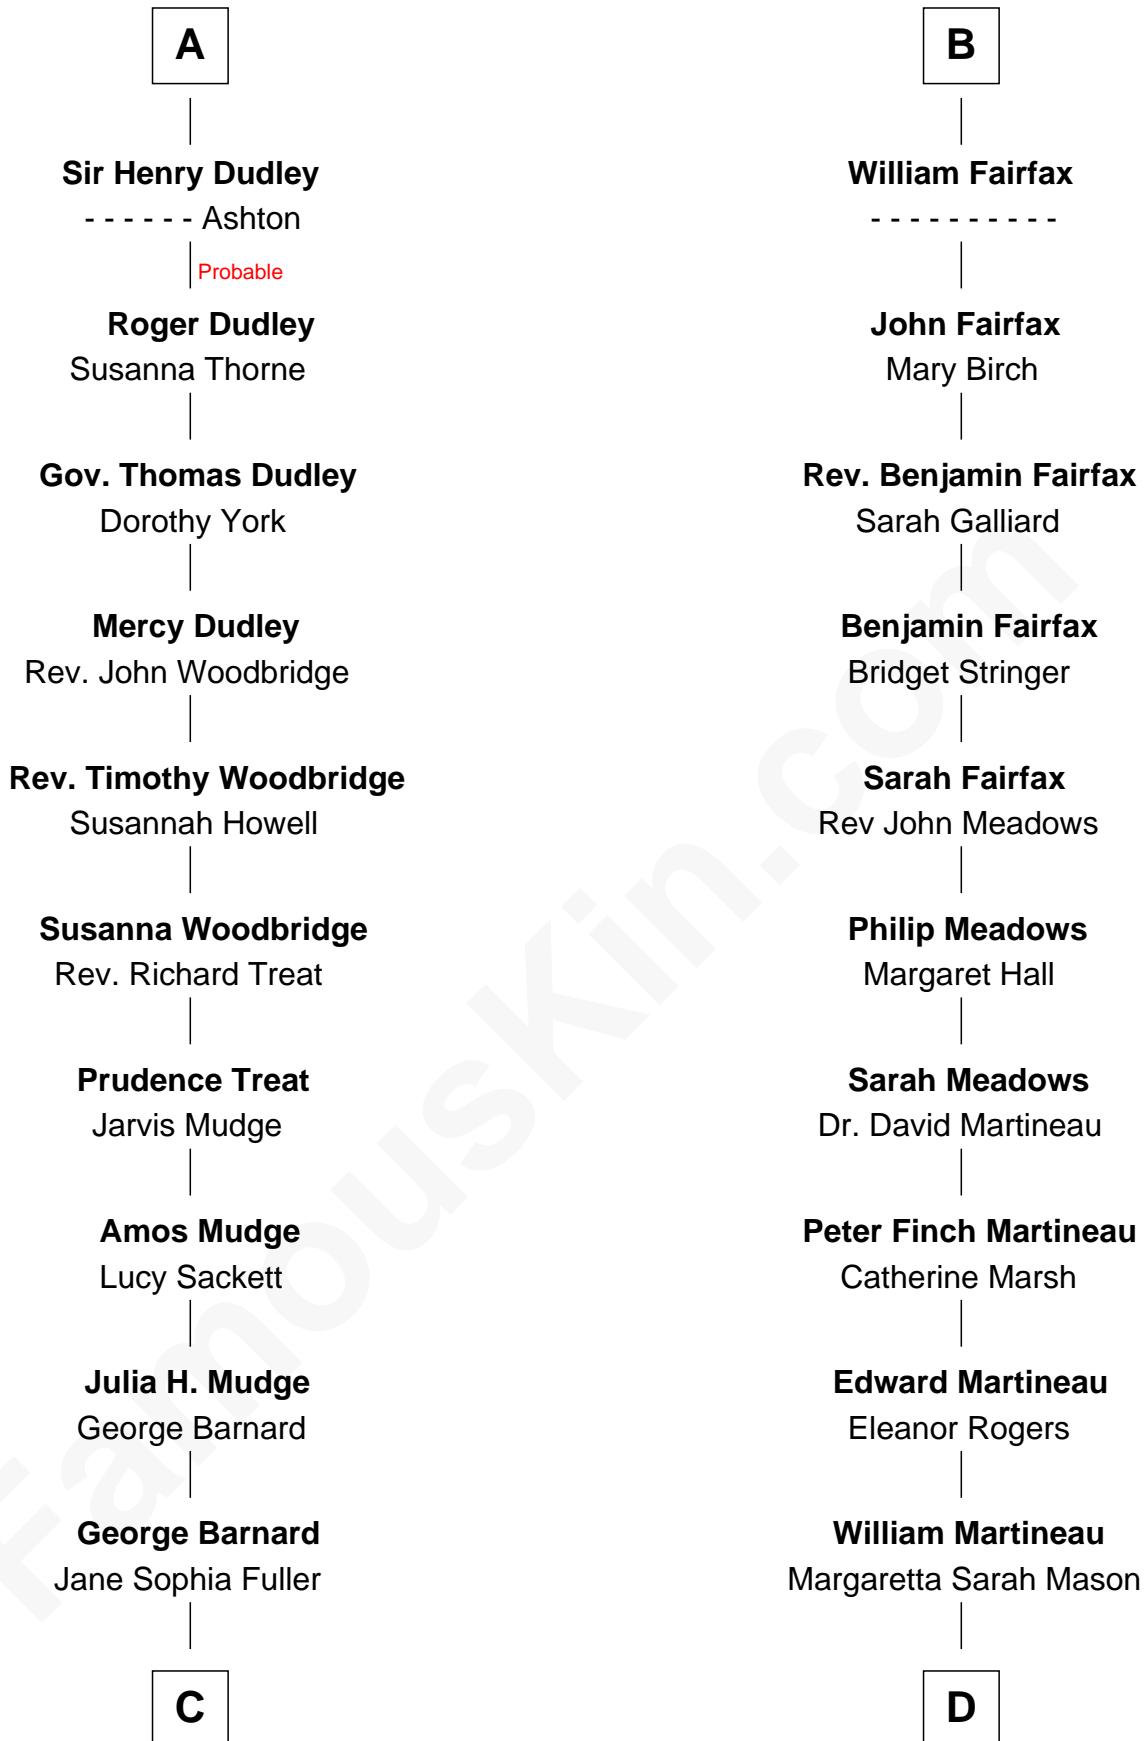 A
Sir Henry Dudley
- - - - - - Ashton
Probable
Roger Dudley
Susanna Thorne
Gov. Thomas Dudley
Dorothy York
Mercy Dudley
Rev. John Woodbridge
Rev. Timothy Woodbridge
Susannah Howell
Susanna Woodbridge
Rev. Richard Treat
Prudence Treat
Jarvis Mudge
Amos Mudge
Lucy Sackett
Julia H. Mudge
George Barnard
George Barnard
Jane Sophia Fuller
C
B
William Fairfax
- - - - - - - - - -
John Fairfax
Mary Birch
Rev. Benjamin Fairfax
Sarah Galliard
Benjamin Fairfax
Bridget Stringer
Sarah Fairfax
Rev John Meadows
Philip Meadows
Margaret Hall
Sarah Meadows
Dr. David Martineau
Peter Finch Martineau
Catherine Marsh
Edward Martineau
Eleanor Rogers
William Martineau
Margaretta Sarah Mason
D
FamousKin.com